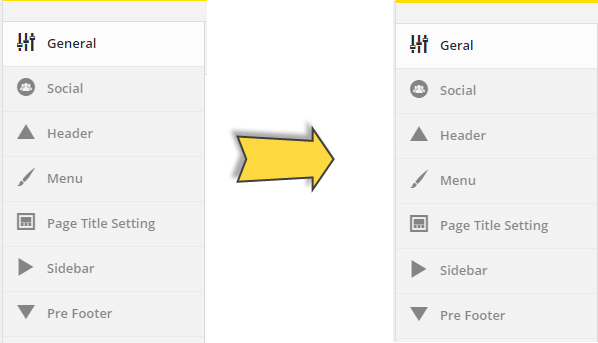 General
Social
Header
Menu
Page Title Setting
Sidebar
Pre Footer
Geral
Social
Header
Menu
Page Title Setting
Sidebar
Pre Footer